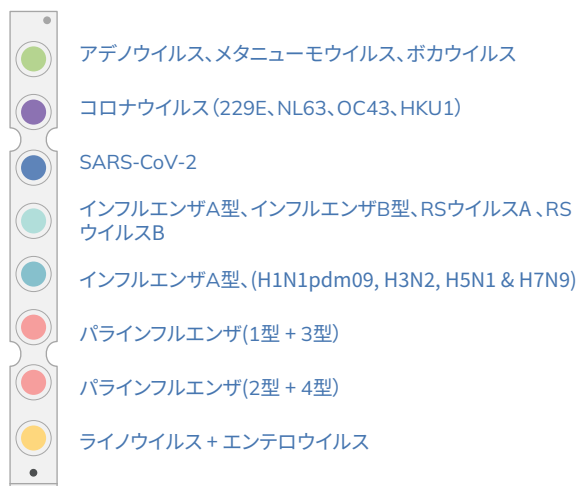 アデノウイルス、メタニューモウイルス、ボカウイルス
コロナウイルス（229E、NL63、OC43、HKU1）
SARS-CoV-2
インフルエンザA型、インフルエンザB型、RSウイルスA 、RS
ウイルスB
インフルエンザA型、(H1N1pdm09, H3N2, H5N1 & H7N9)
パラインフルエンザ(1型 + 3型）
パラインフルエンザ(2型 + 4型）
ライノウイルス + エンテロウイルス